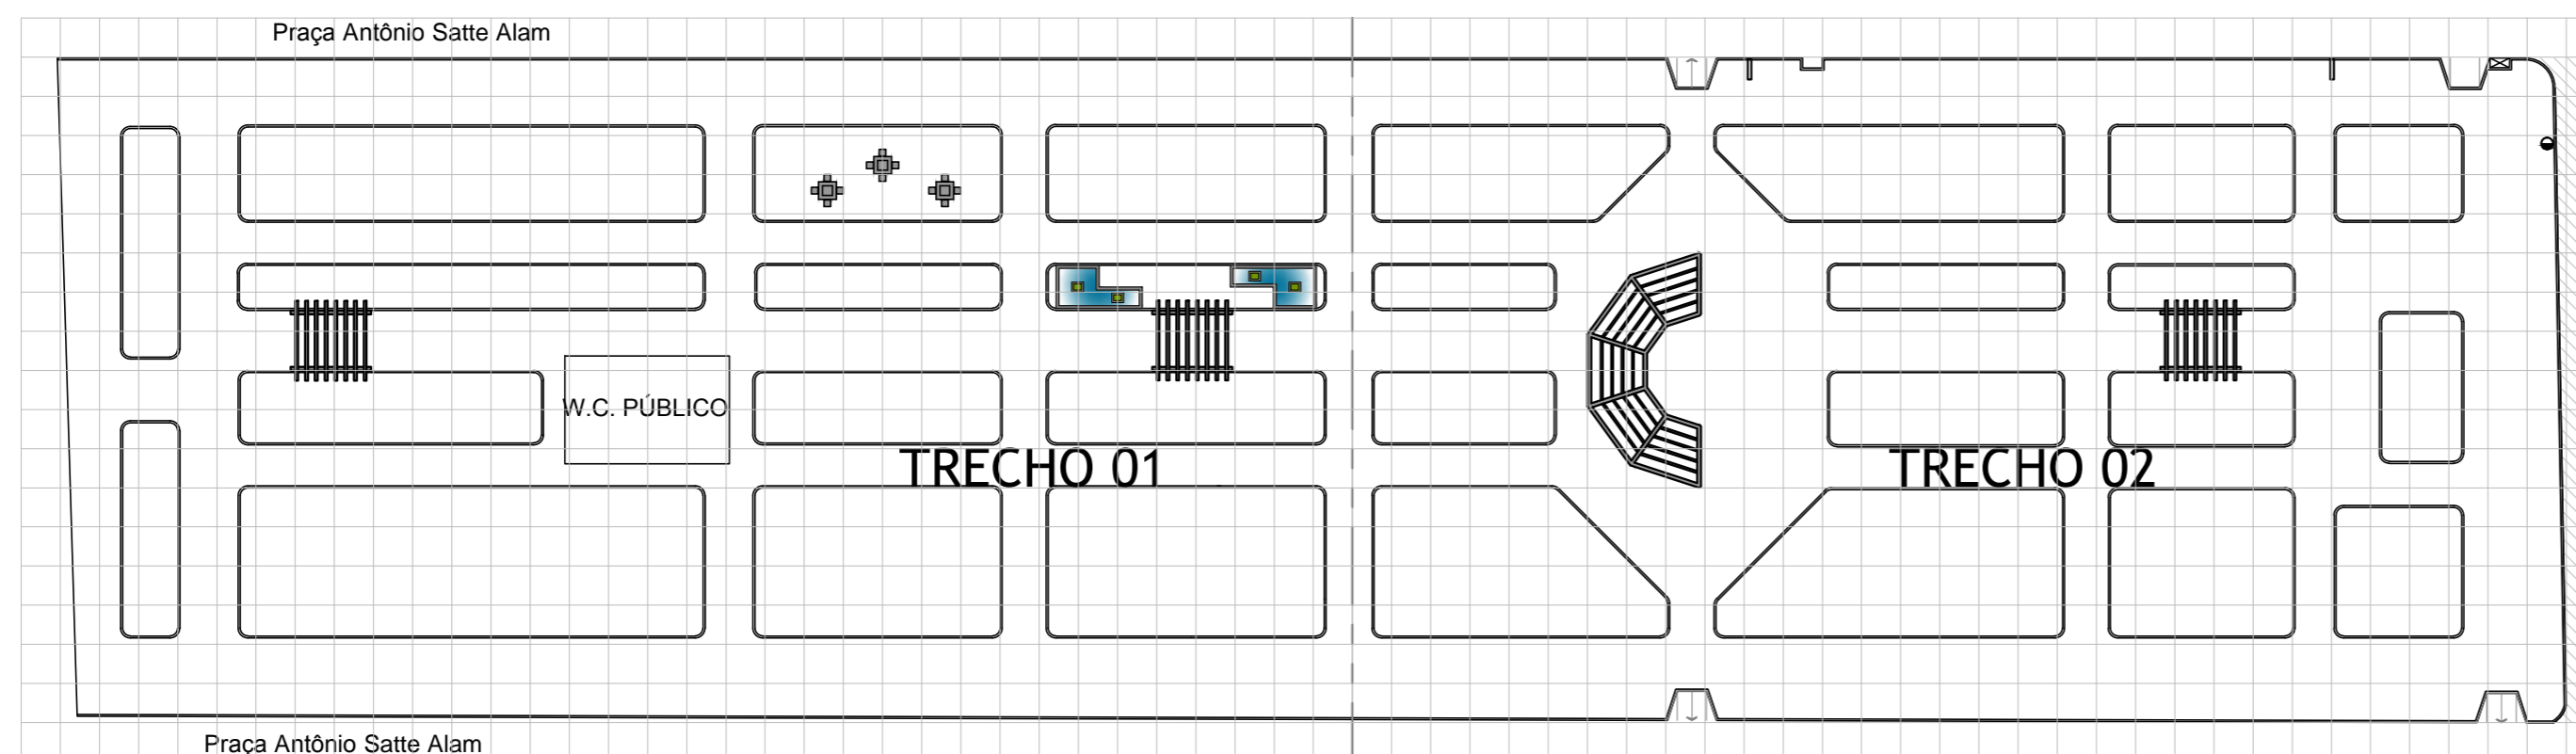 Praça Antônio Satte Alam
W.C. PÚBLICO
TRECHO 01
TRECHO 02
Praça Antônio Satte Alam